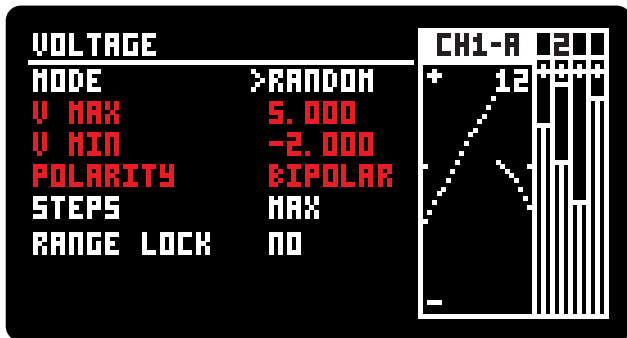 VOLTAGE
MODE >RANDOM
V MAX 5.000
V MIN -2.000
POLARITY BIPOLAR
STEPS MAX
RANGE LOCK NO
CH1-A 2
+ 12
-